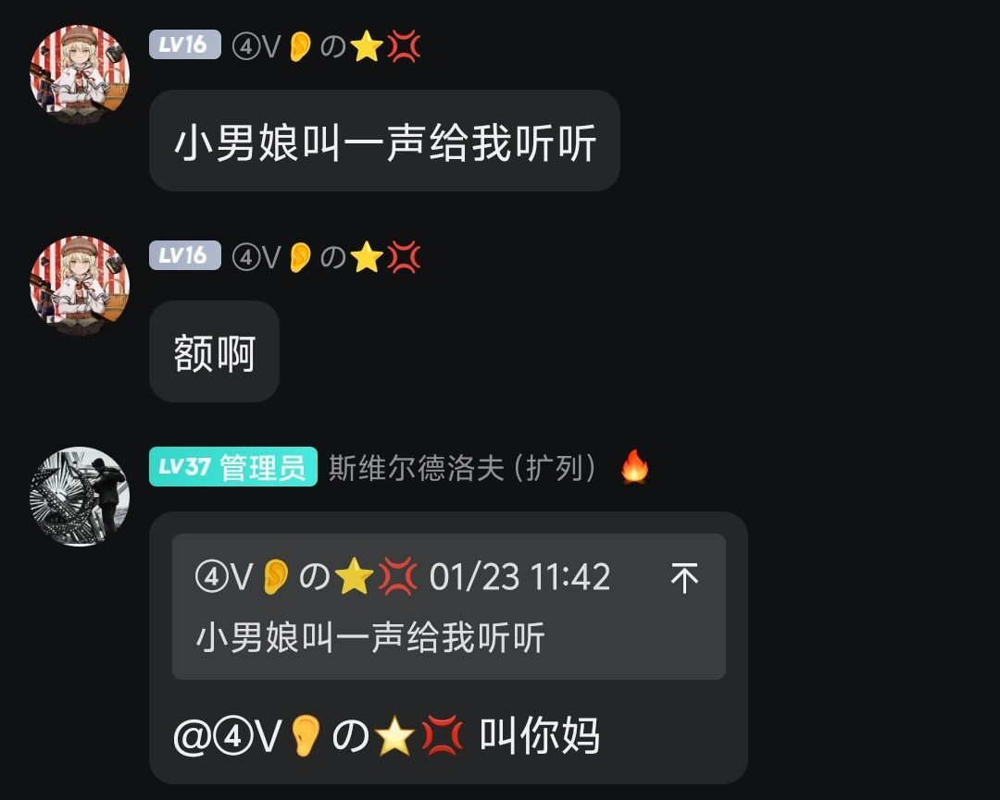 LV16 ④V👂の⭐💢
小男娘叫一声给我听听
LV16 ④V👂の⭐💢
额啊
LV37 管理员 斯维尔德洛夫 (扩列) 🔥
④V👂の⭐💢 01/23 11:42
小男娘叫一声给我听听
@④V👂の⭐💢 叫你妈